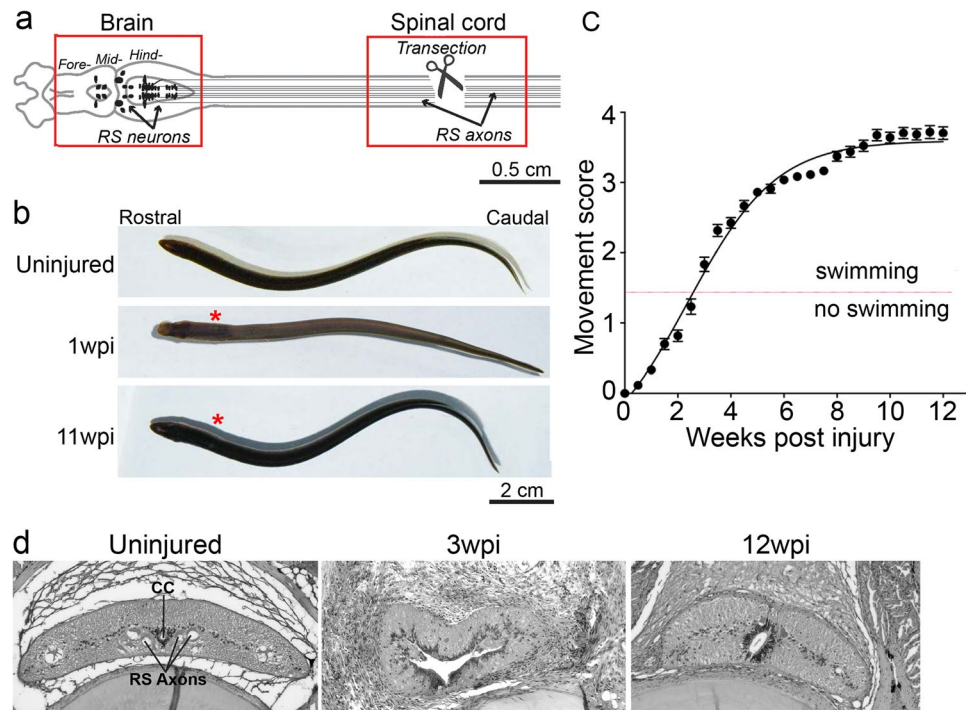 a
Brain
Spinal cord
Fore-
Mid-
Hind-
Transection
RS neurons
RS axons
0.5 cm
b
Rostral
Caudal
Uninjured
*
1wpi
*
11wpi
2 cm
c
Movement score
4
3
2
1
0
swimming
no swimming
0 2 4 6 8 10 12
Weeks post injury
d
Uninjured
3wpi
12wpi
CC
RS Axons